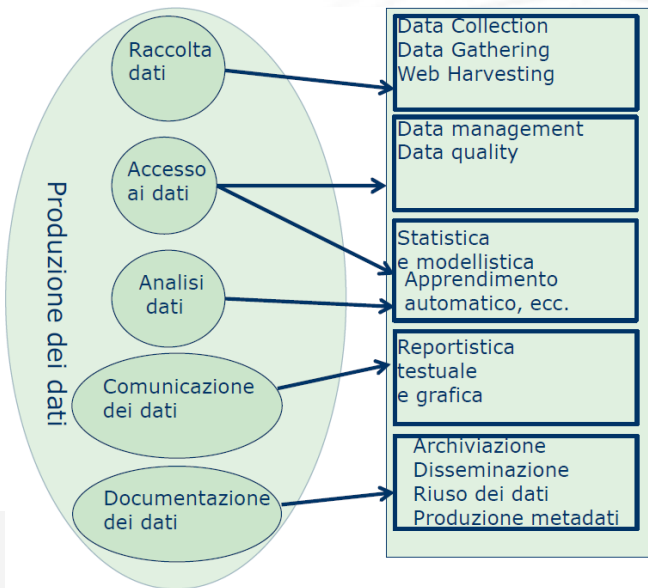 Produzione dei dati
Raccolta
dati
Accesso
ai dati
Analisi
dati
Comunicazione
dei dati
Documentazione
dei dati
Data Collection
Data Gathering
Web Harvesting
Data management
Data quality
Statistica
e modellistica
Apprendimento
automatico, ecc.
Reportistica
testuale
e grafica
Archiviazione
Disseminazione
Riuso dei dati
Produzione metadati